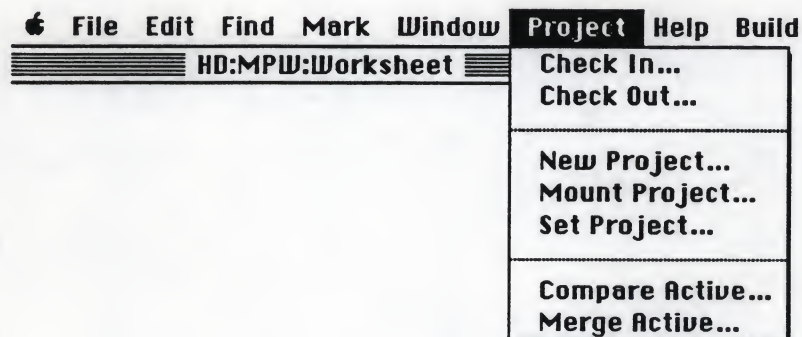 File Edit Find Mark Window Project Help Build
HD:MPW:Worksheet
Check In...
Check Out...
New Project...
Mount Project...
Set Project...
Compare Active...
Merge Active...